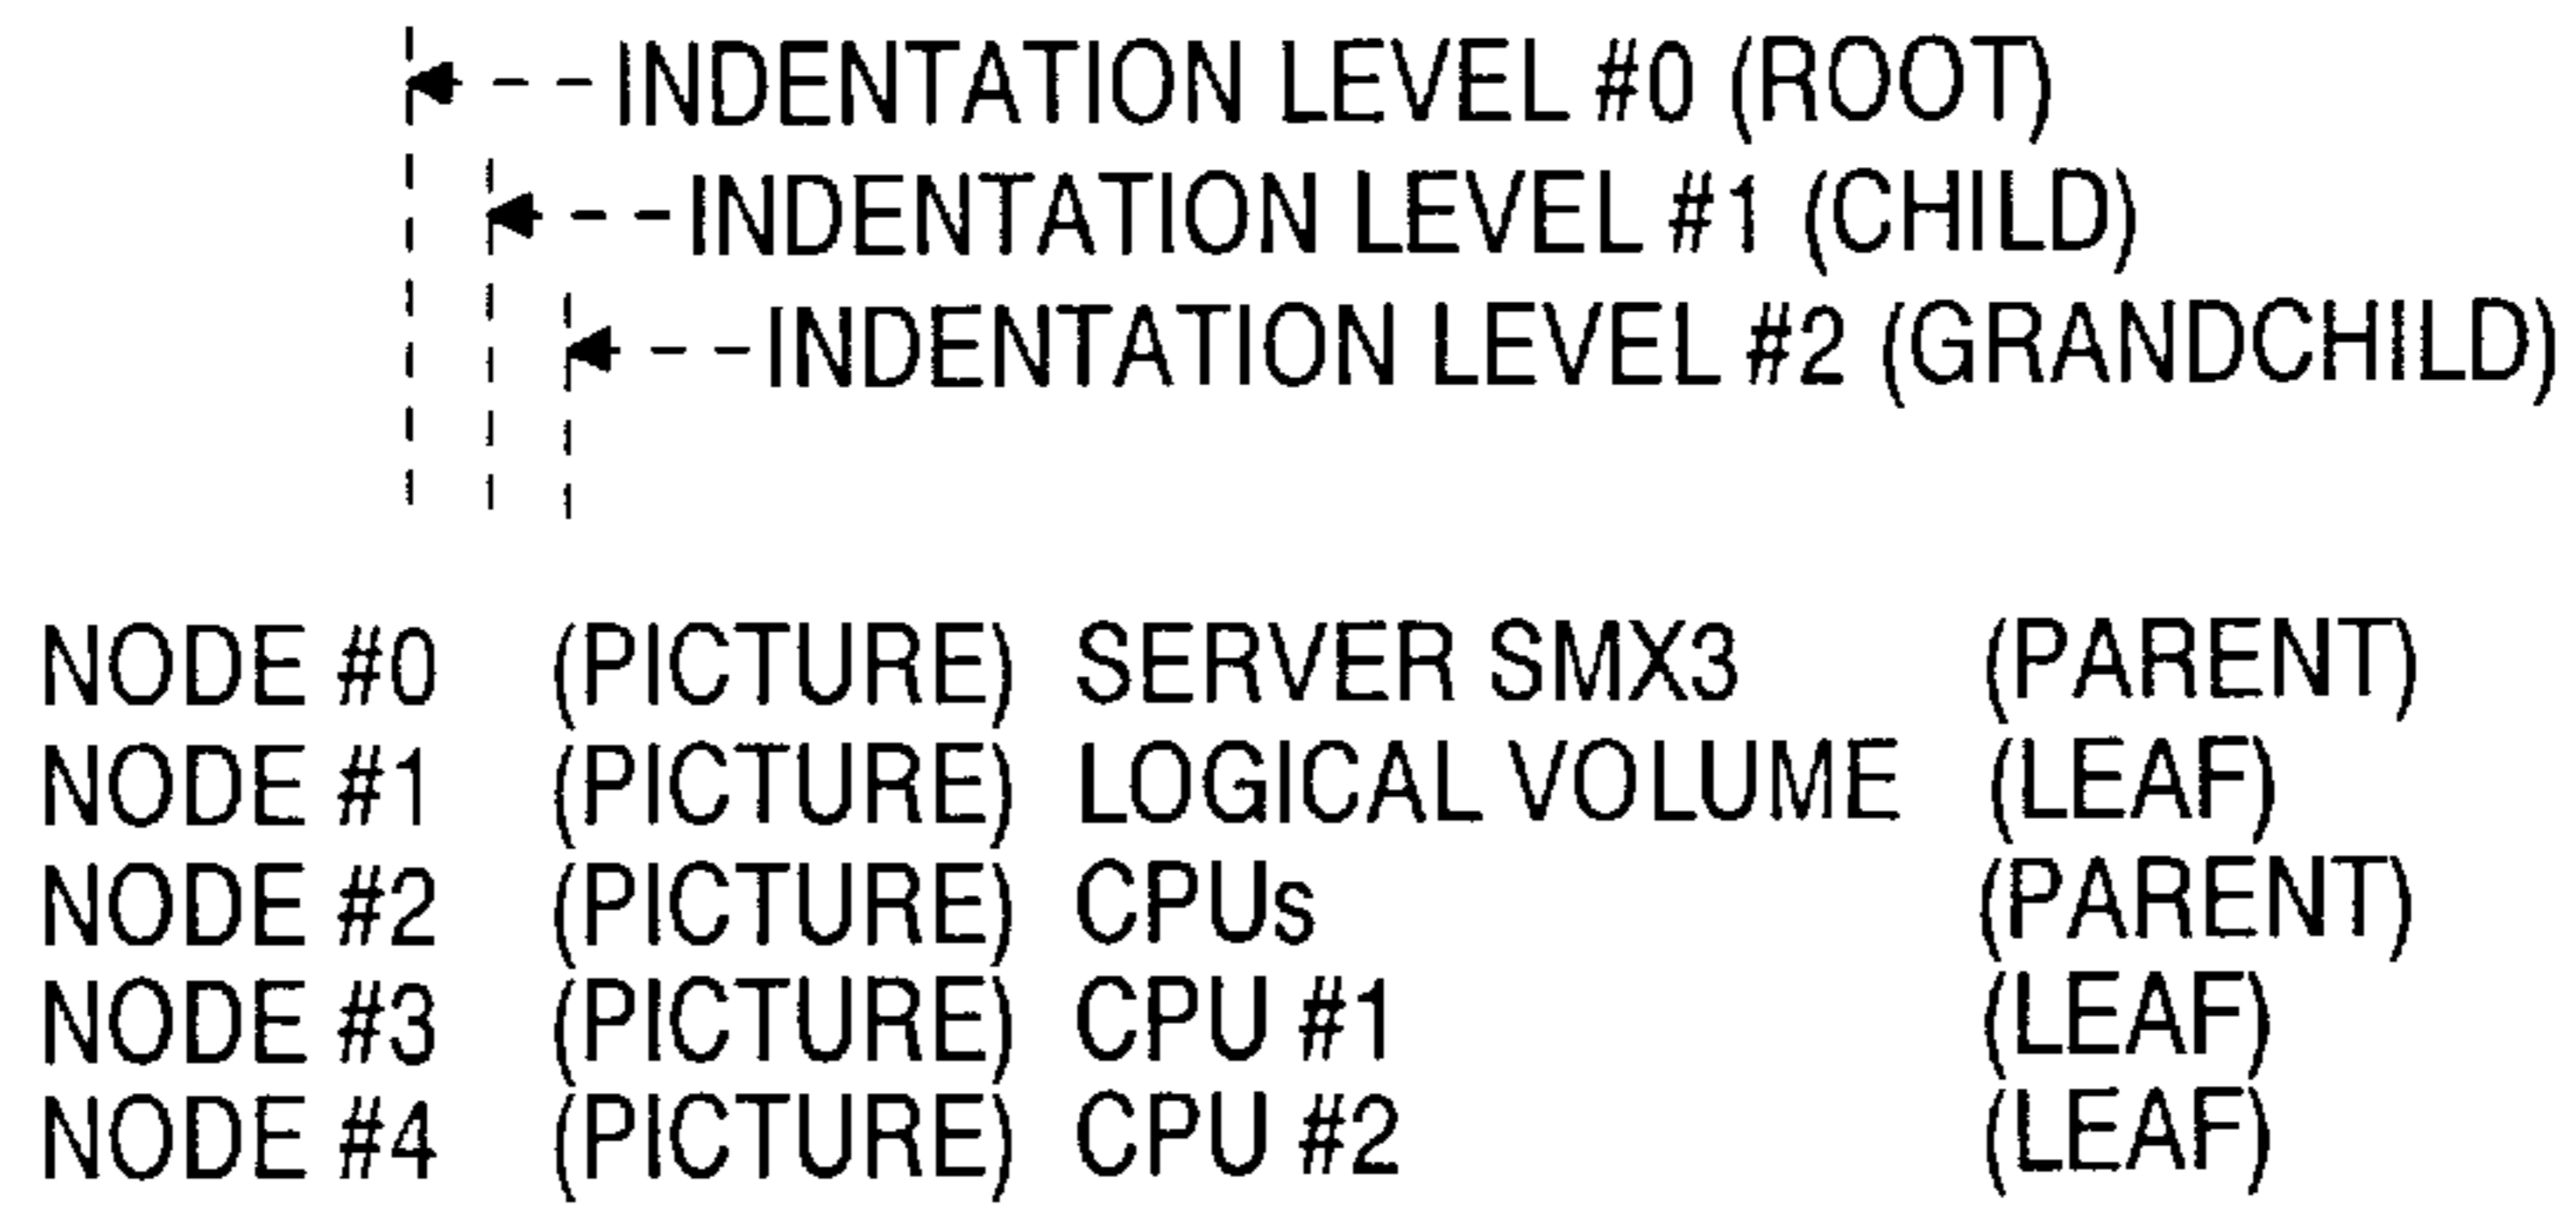 INDENTATION LEVEL #0 (ROOT)
INDENTATION LEVEL #1 (CHILD)
INDENTATION LEVEL #2 (GRANDCHILD)
NODE #0 (PICTURE) SERVER SMX3 (PARENT)
NODE #1 (PICTURE) LOGICAL VOLUME (LEAF)
NODE #2 (PICTURE) CPUs (PARENT)
NODE #3 (PICTURE) CPU #1 (LEAF)
NODE #4 (PICTURE) CPU #2 (LEAF)